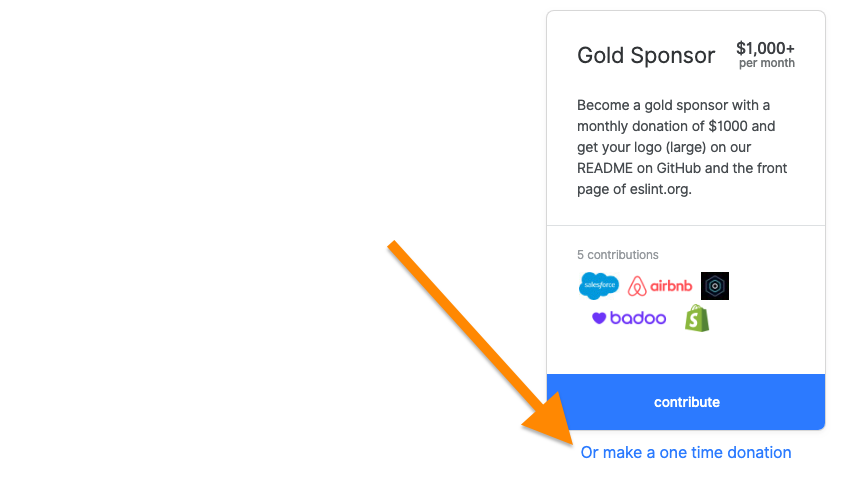 Gold Sponsor
$1,000+
per month
Become a gold sponsor with a
monthly donation of $1000 and
get your logo (large) on our
README on GitHub and the front
page of eslint.org.
5 contributions
salesforce airbnb
badoo
contribute
Or make a one time donation